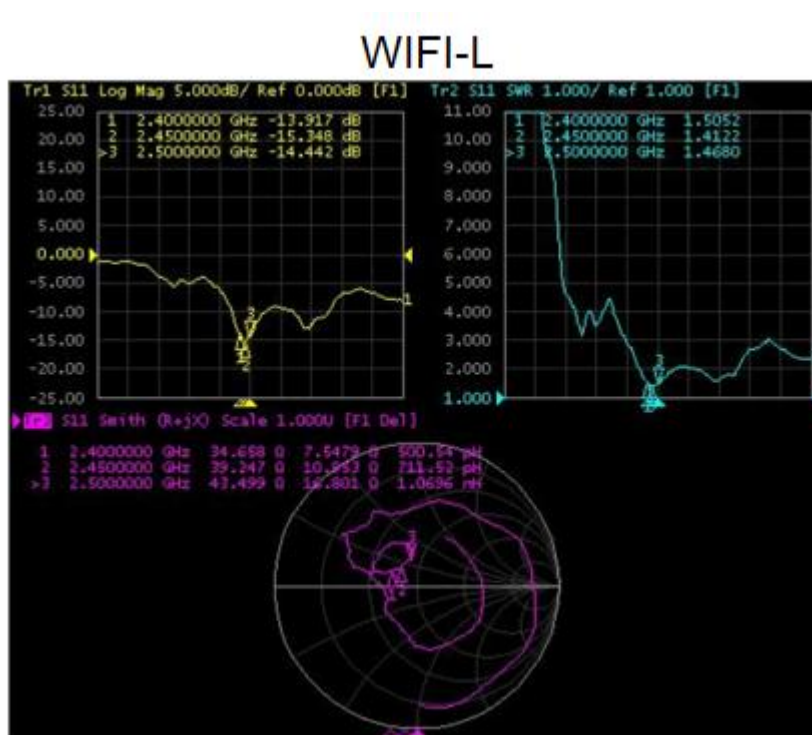 WIFI-L
Tr1 S11 Log Mag 5.000dB/ Ref 0.000dB [F1]
25.00
20.00
15.00
10.00
5.000
0.000
-5.000
-10.00
-15.00
-20.00
-25.00
1 2.4000000 GHz -13.917 dB
2 2.4500000 GHz -15.348 dB
>3 2.5000000 GHz -14.442 dB
3
2
1
Tr2 S11 SWR 1.000/ Ref 1.000 [F1]
11.00
10.00
9.000
8.000
7.000
6.000
5.000
4.000
3.000
2.000
1.000
1 2.4000000 GHz 1.5052
2 2.4500000 GHz 1.4122
>3 2.5000000 GHz 1.4680
3
Tr3 S11 Smith (R+jX) Scale 1.000U [F1 Del]
1 2.4000000 GHz 34.658 Ω 7.5479 Ω 500.54 pH
2 2.4500000 GHz 39.247 Ω Ω 711.52 pH
>3 2.5000000 GHz 43.499 Ω 16.801 Ω 1.0696 nH
3